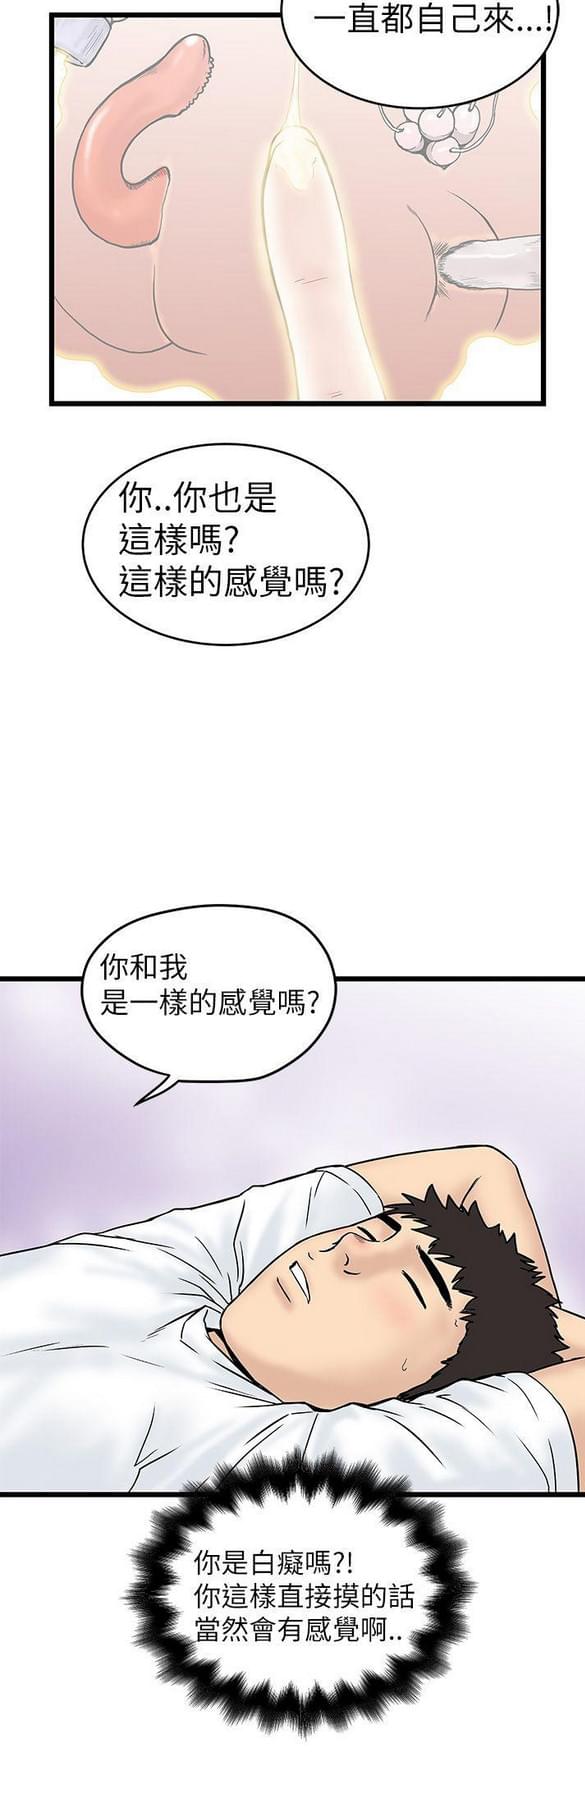 一直都自己來...!
你..你也是
這樣嗎?
這樣的感覺嗎?
你和我
是一樣的感覺嗎?
你是白癡嗎?!
你這樣直接摸的話
當然會有感覺啊..